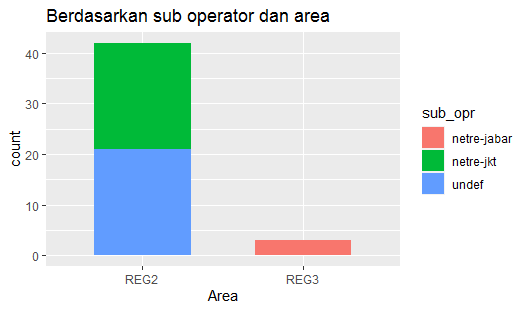 Berdasarkan sub operator dan area
40
30
20
10
0
count
REG2
REG3
Area
sub_opr
netre-jabar
netre-jkt
undef